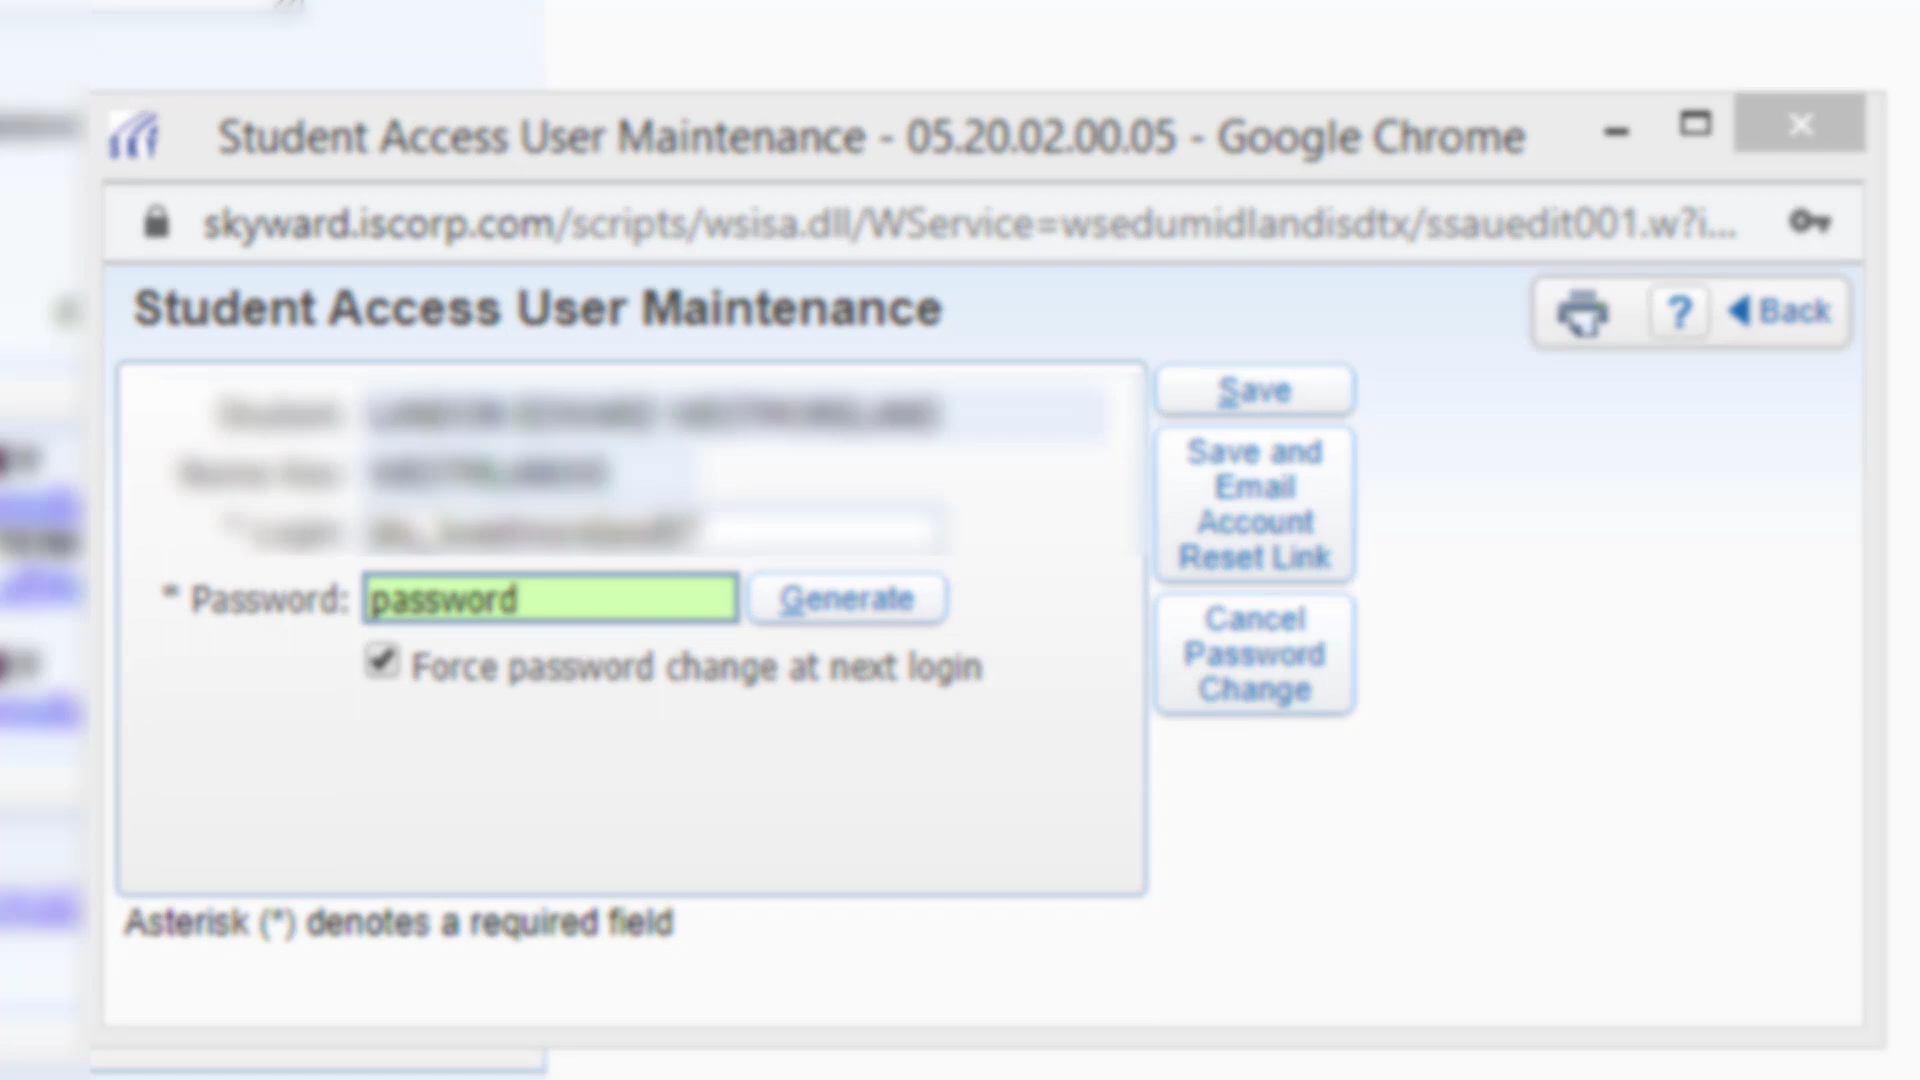 Student Access User Maintenance - 05.20.02.00.05 - Google Chrome
skyward.iscorp.com/scripts/wsisa.dll/WService=wsedumidlandisdtx/ssauedit001.w?i...
Student Access User Maintenance
? Back
Save
Save and
Email
Account
Reset Link
* Password: password Generate
Cancel
Password
Change
Force password change at next login
Asterisk (*) denotes a required field